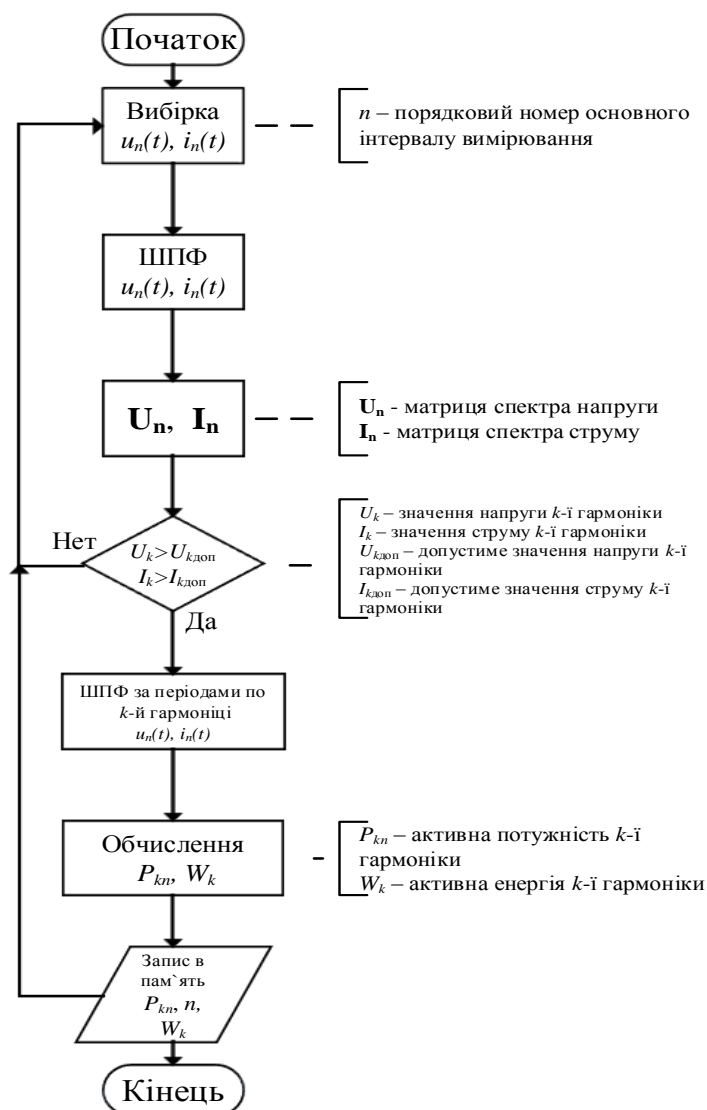 Початок
Вибірка
uₙ(t), iₙ(t)
n – порядковий номер основного
інтервалу вимірювання
ШПФ
uₙ(t), iₙ(t)
Uₙ, Iₙ
Uₙ - матриця спектра напруги
Iₙ - матриця спектра струму
Нет
Uk>Ukдоп
Ik>Ikдоп
Uk – значення напруги k-ї гармоніки
Ik – значення струму k-ї гармоніки
Ukдоп – допустиме значення напруги k-ї
гармоніки
Ikдоп – допустиме значення струму k-ї
гармоніки
Да
ШПФ за періодами по
k-й гармоніці
uₙ(t), iₙ(t)
Обчислення
Pkn, Wk
Pkn – активна потужність k-ї
гармоніки
Wk – активна енергія k-ї гармоніки
Запис в
пам`ять
Pkn, n,
Wk
Кінець